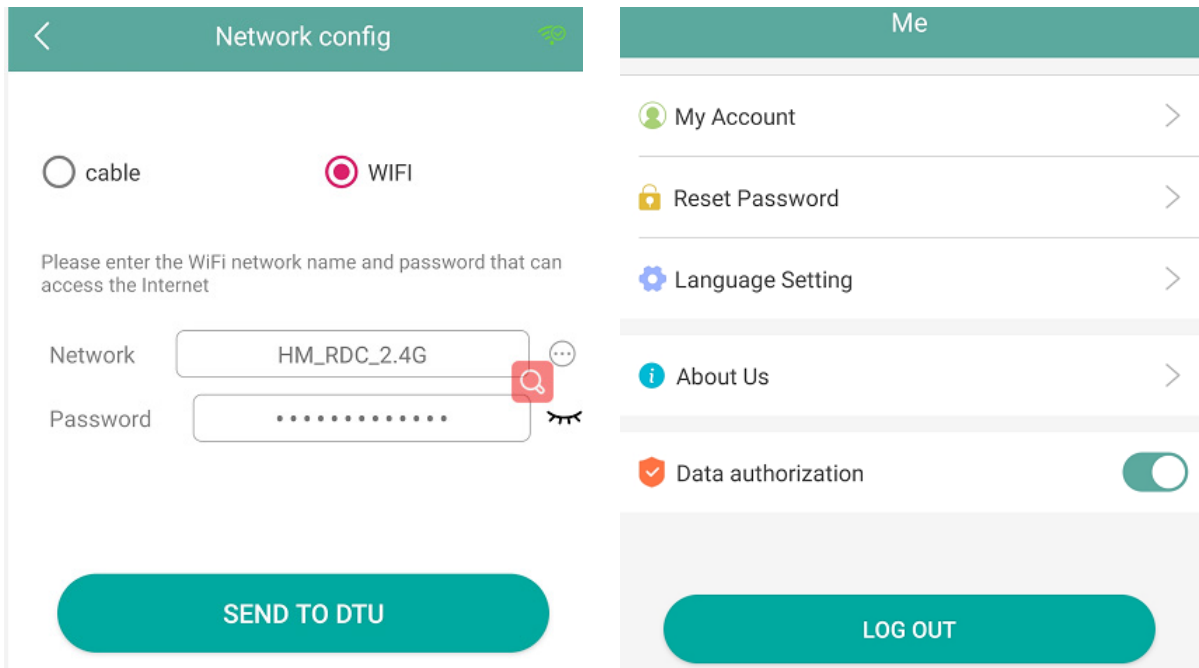 Network config
cable
WIFI
Please enter the WiFi network name and password that can
access the Internet
Network
HM_RDC_2.4G
Password
•••••••••••••
SEND TO DTU
Me
My Account
Reset Password
Language Setting
About Us
Data authorization
LOG OUT